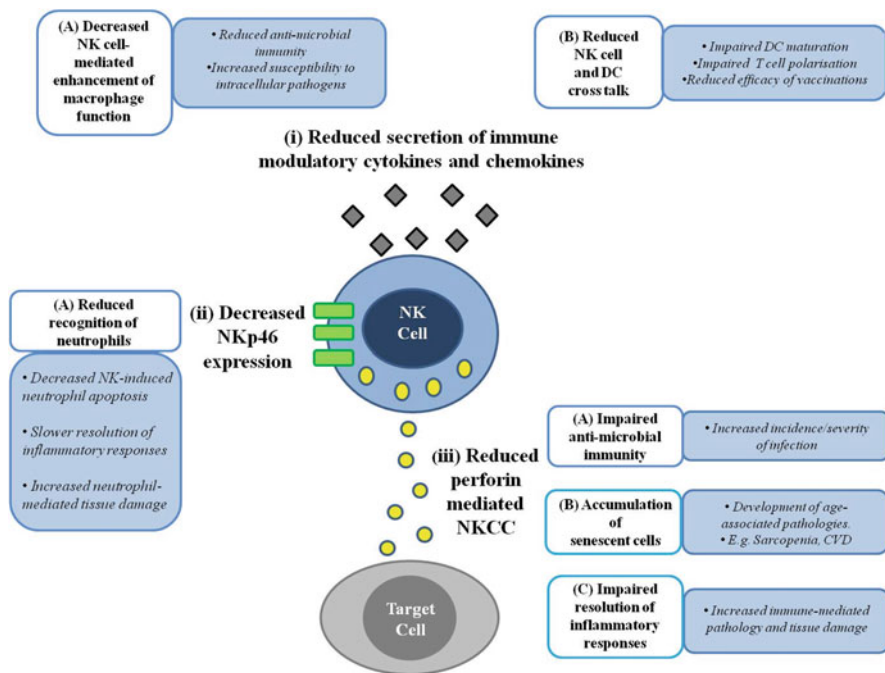 (A) Decreased
NK cell-
mediated
enhancement of
macrophage
function
• Reduced anti-microbial
immunity
•Increased susceptibility to
intracellular pathogens
(B) Reduced
NK cell
and DC
cross talk
• Impaired DC maturation
•Impaired T cell polarisation
•Reduced efficacy of vaccinations
(i) Reduced secretion of immune
modulatory cytokines and chemokines
(A) Reduced
recognition of
neutrophils
• Decreased NK-induced
neutrophil apoptosis
• Slower resolution of
inflammatory responses
• Increased neutrophil-
mediated tissue damage
(ii) Decreased
NKp46
expression
NK
Cell
(iii) Reduced
perforin
mediated
NKCC
(A) Impaired
anti-microbial
immunity
• Increased incidence/severity
of infection
(B) Accumulation
of
senescent cells
• Development of age-
associated pathologies.
• E.g. Sarcopenia, CVD
(C) Impaired
resolution of
inflammatory
responses
• Increased immune-mediated
pathology and tissue damage
Target
Cell